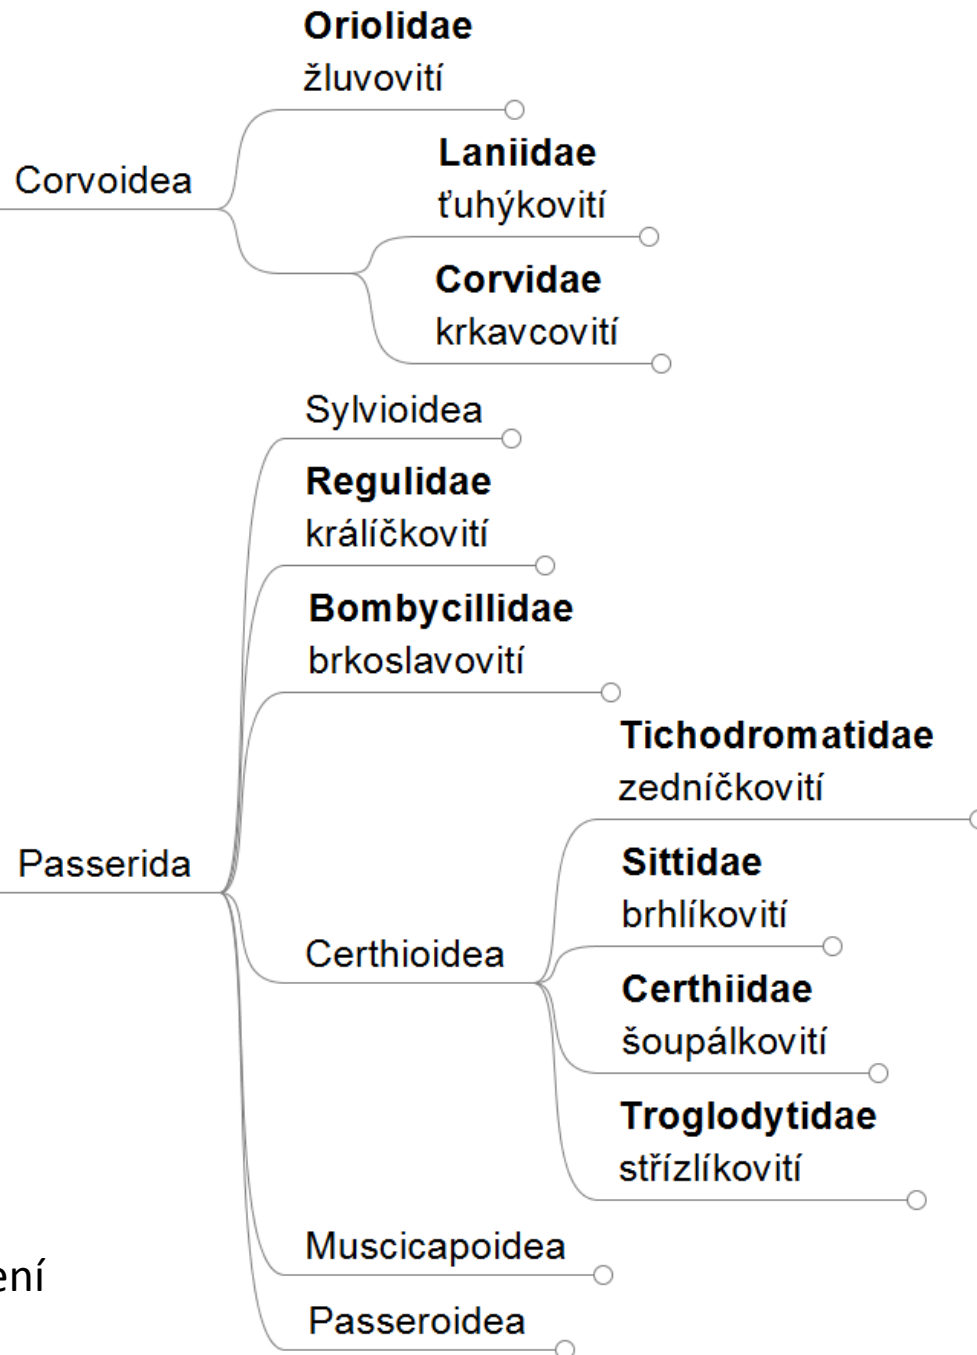 Oriolidae
žluvovití
Corvoidea
Laniidae
ťuhýkovití
Corvidae
krkavcovití
Sylvioidea
Regulidae
králíčkovití
Bombycillidae
brkoslavovití
Tichodromatidae
zedníčkovití
Passerida
Sittidae
brhlíkovití
Certhioidea
Certhiidae
šoupálkovití
Troglodytidae
střízlíkovití
Muscicapoidea
ení
Passeroidea